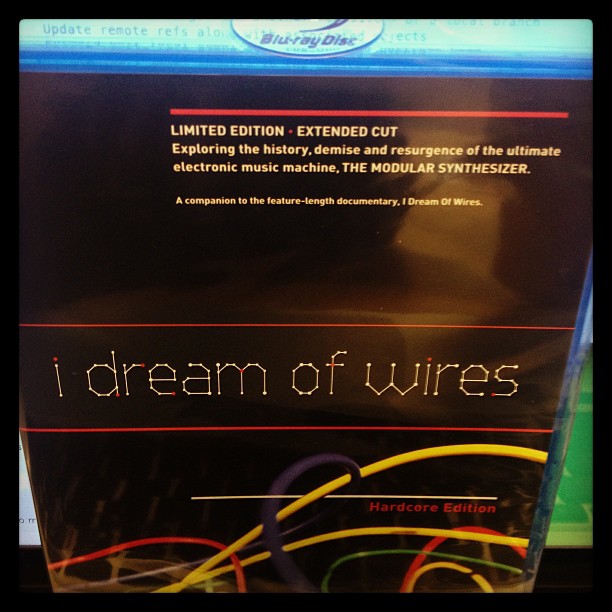 Update remote refs
Blu-ray Disc
LIMITED EDITION • EXTENDED CUT
Exploring the history, demise and resurgence of the ultimate
electronic music machine, THE MODULAR SYNTHESIZER.
A companion to the feature-length documentary, I Dream Of Wires.
i dream of wires
Hardcore Edition